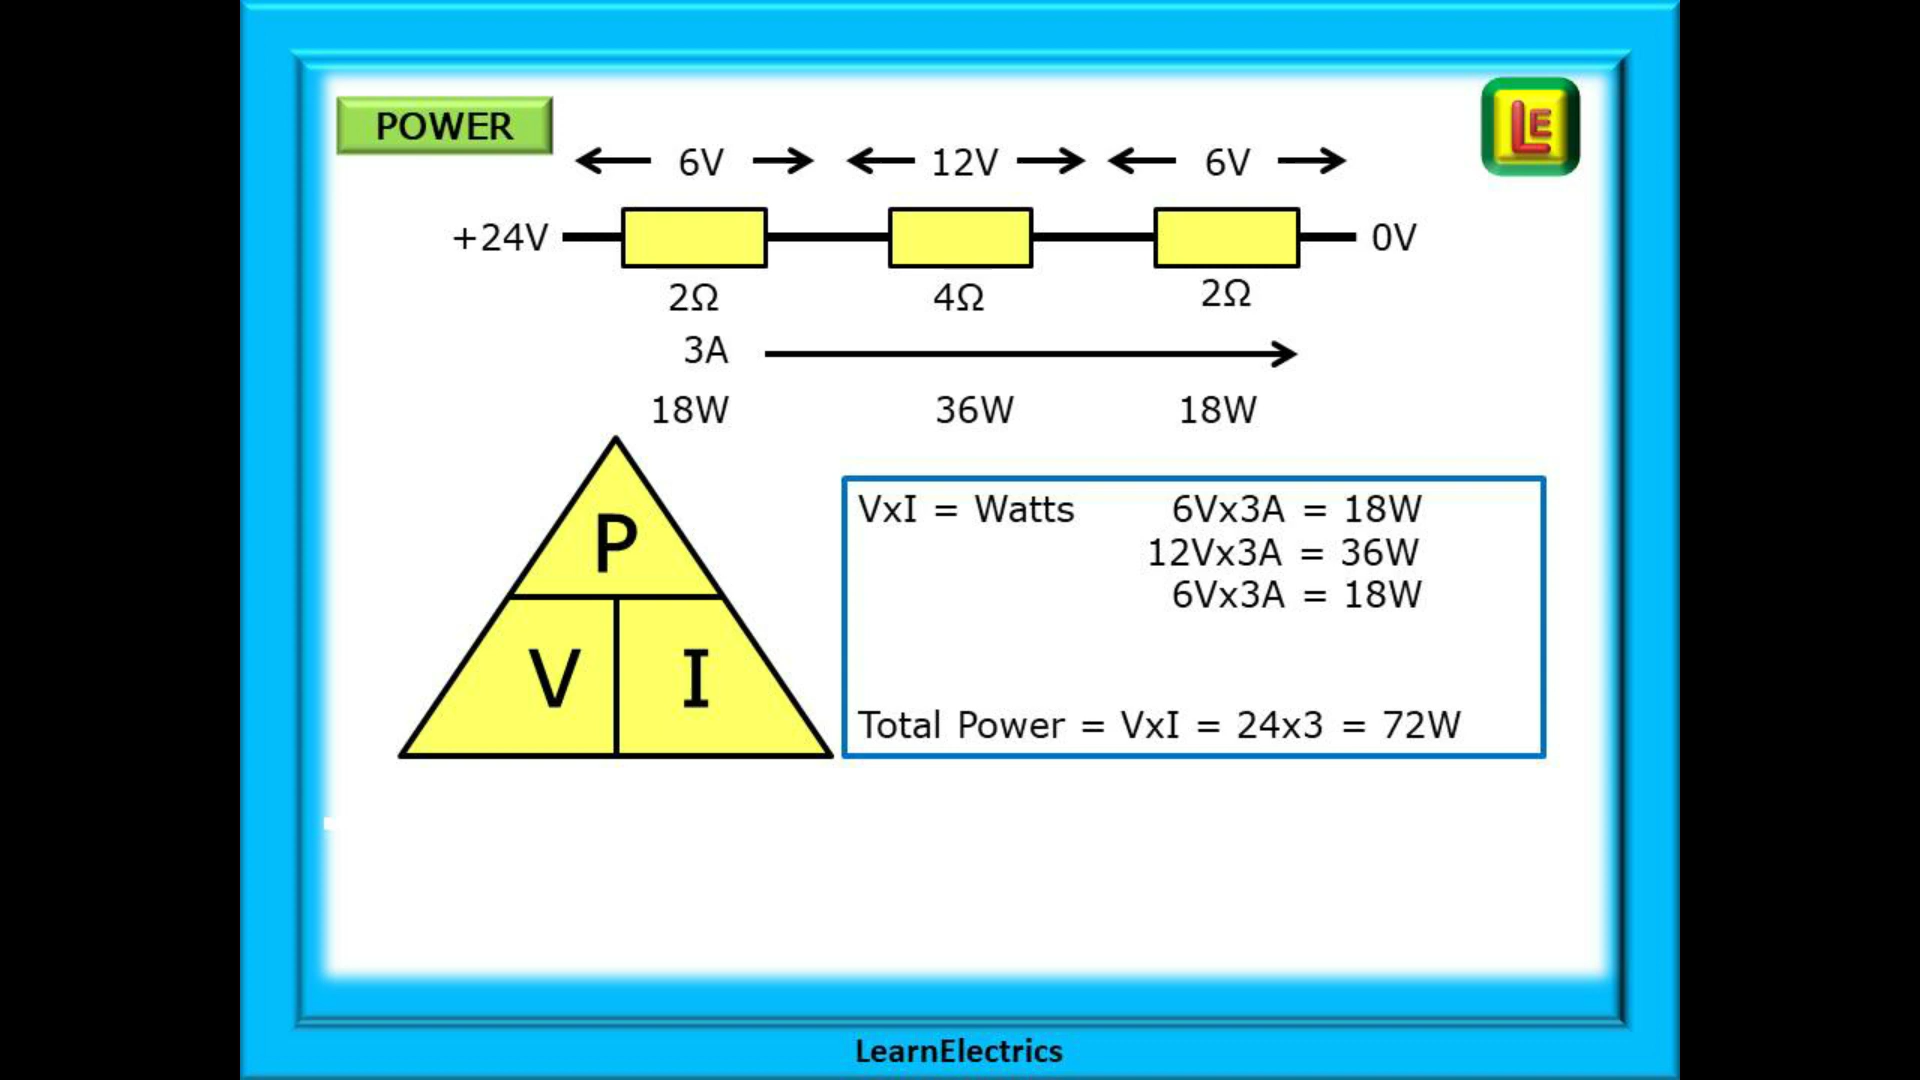 POWER
LE
6V 12V 6V
+24V 0V
2Ω 4Ω 2Ω
3A
18W 36W 18W
P
V I
VxI = Watts 6Vx3A = 18W
12Vx3A = 36W
6Vx3A = 18W
Total Power = VxI = 24x3 = 72W
LearnElectrics